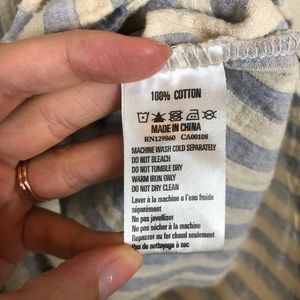 100% COTTON
MADE IN CHINA
RN129860 CA00108
MACHINE WASH COLD SEPARATELY
DO NOT BLEACH
DO NOT TUMBLE DRY
WARM IRON ONLY
DO NOT DRY CLEAN
Laver à la machine a l'eau froide
séparément
Ne pas javelliser
Ne pas sécher à la machine
Repasser au fer chaud seulement
Pas du nettoyage à sec